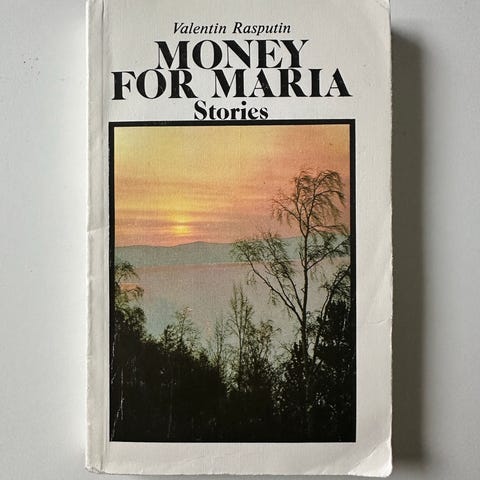 Valentin Rasputin
MONEY
FOR MARIA
Stories